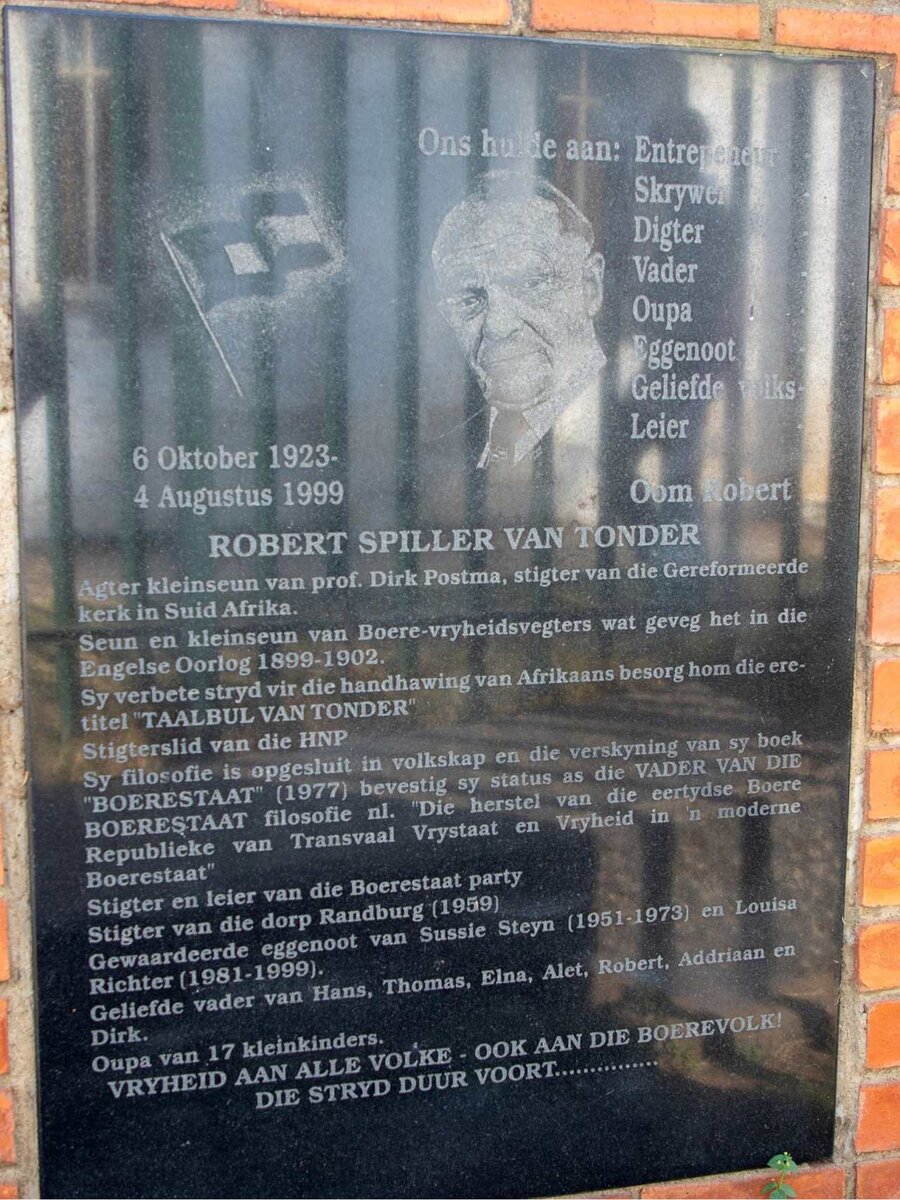 Ons hulde aan: Entrepeneur
Skrywer
Digter
Vader
Oupa
Eggenoot
Geliefde volks-
Leier
6 Oktober 1923-
4 Augustus 1999
Oom Robert
ROBERT SPILLER VAN TONDER
Agter kleinseun van prof. Dirk Postma, stigter van die Gereformeerde
kerk in Suid Afrika.
Seun en kleinseun van Boere-vryheidsvegters wat geveg het in die
Engelse Oorlog 1899-1902.
Sy verbete stryd vir die handhawing van Afrikaans besorg hom die ere-
titel "TAALBUL VAN TONDER"
Stigterslid van die HNP
Sy filosofie is opgesluit in volkskap en die verskyning van sy boek
"BOERESTAAT" (1977) bevestig sy status as die VADER VAN DIE
BOERESTAAT filosofie nl. "Die herstel van die eertydse Boere
Republieke van Transvaal Vrystaat en Vryheid in 'n moderne
Boerestaat"
Stigter en leier van die Boerestaat party
Stigter van die dorp Randburg (1959)
Gewaardeerde eggenoot van Sussie Steyn (1951-1973) en Louisa
Richter (1981-1999).
Geliefde vader van Hans, Thomas, Elna, Alet, Robert, Addriaan en
Dirk.
Oupa van 17 kleinkinders.
VRYHEID AAN ALLE VOLKE - OOK AAN DIE BOEREVOLK!
DIE STRYD DUUR VOORT...............